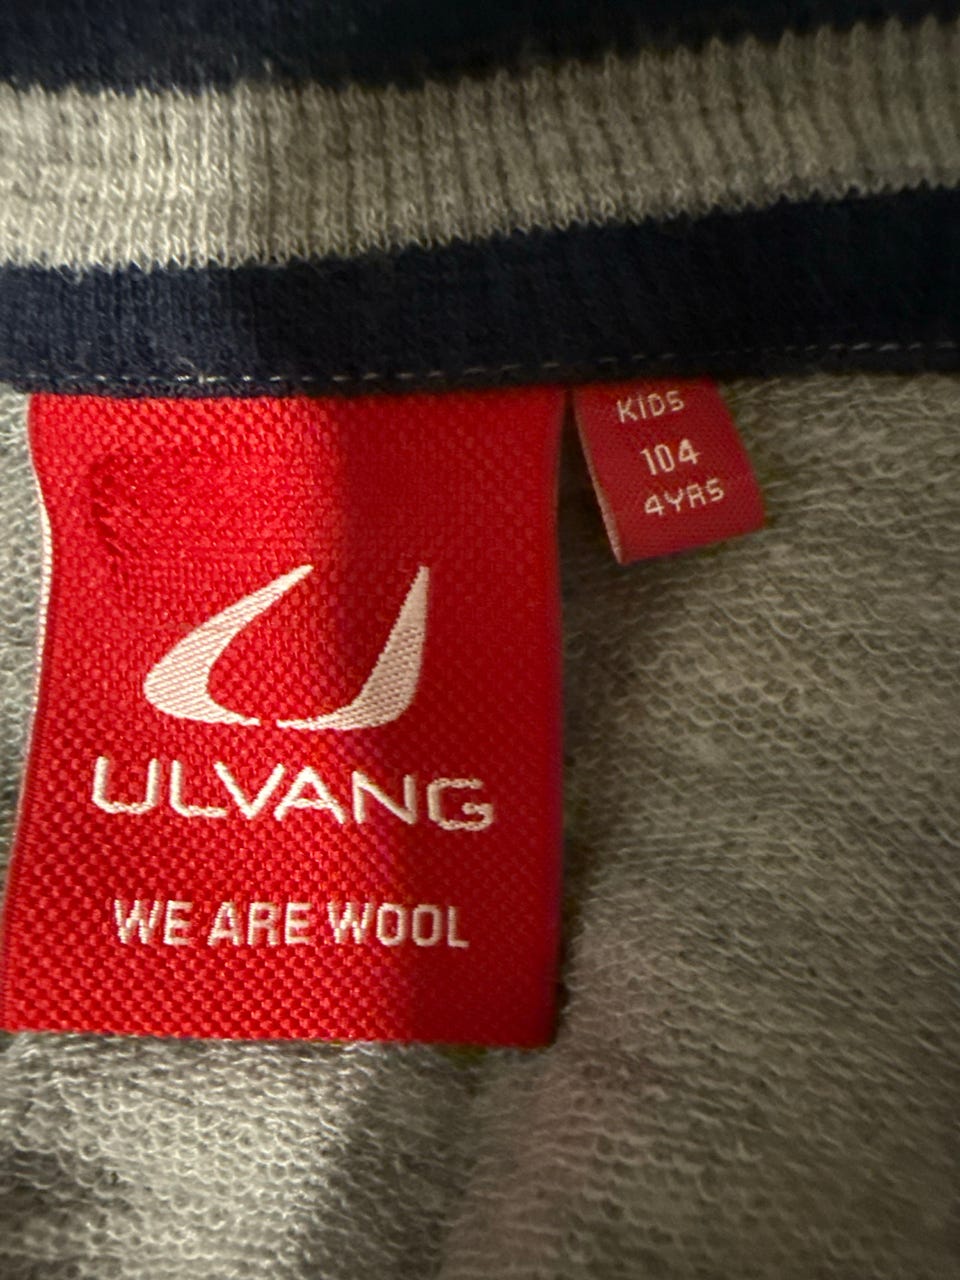 KIDS
104
4YRS
ULVANG
WE ARE WOOL